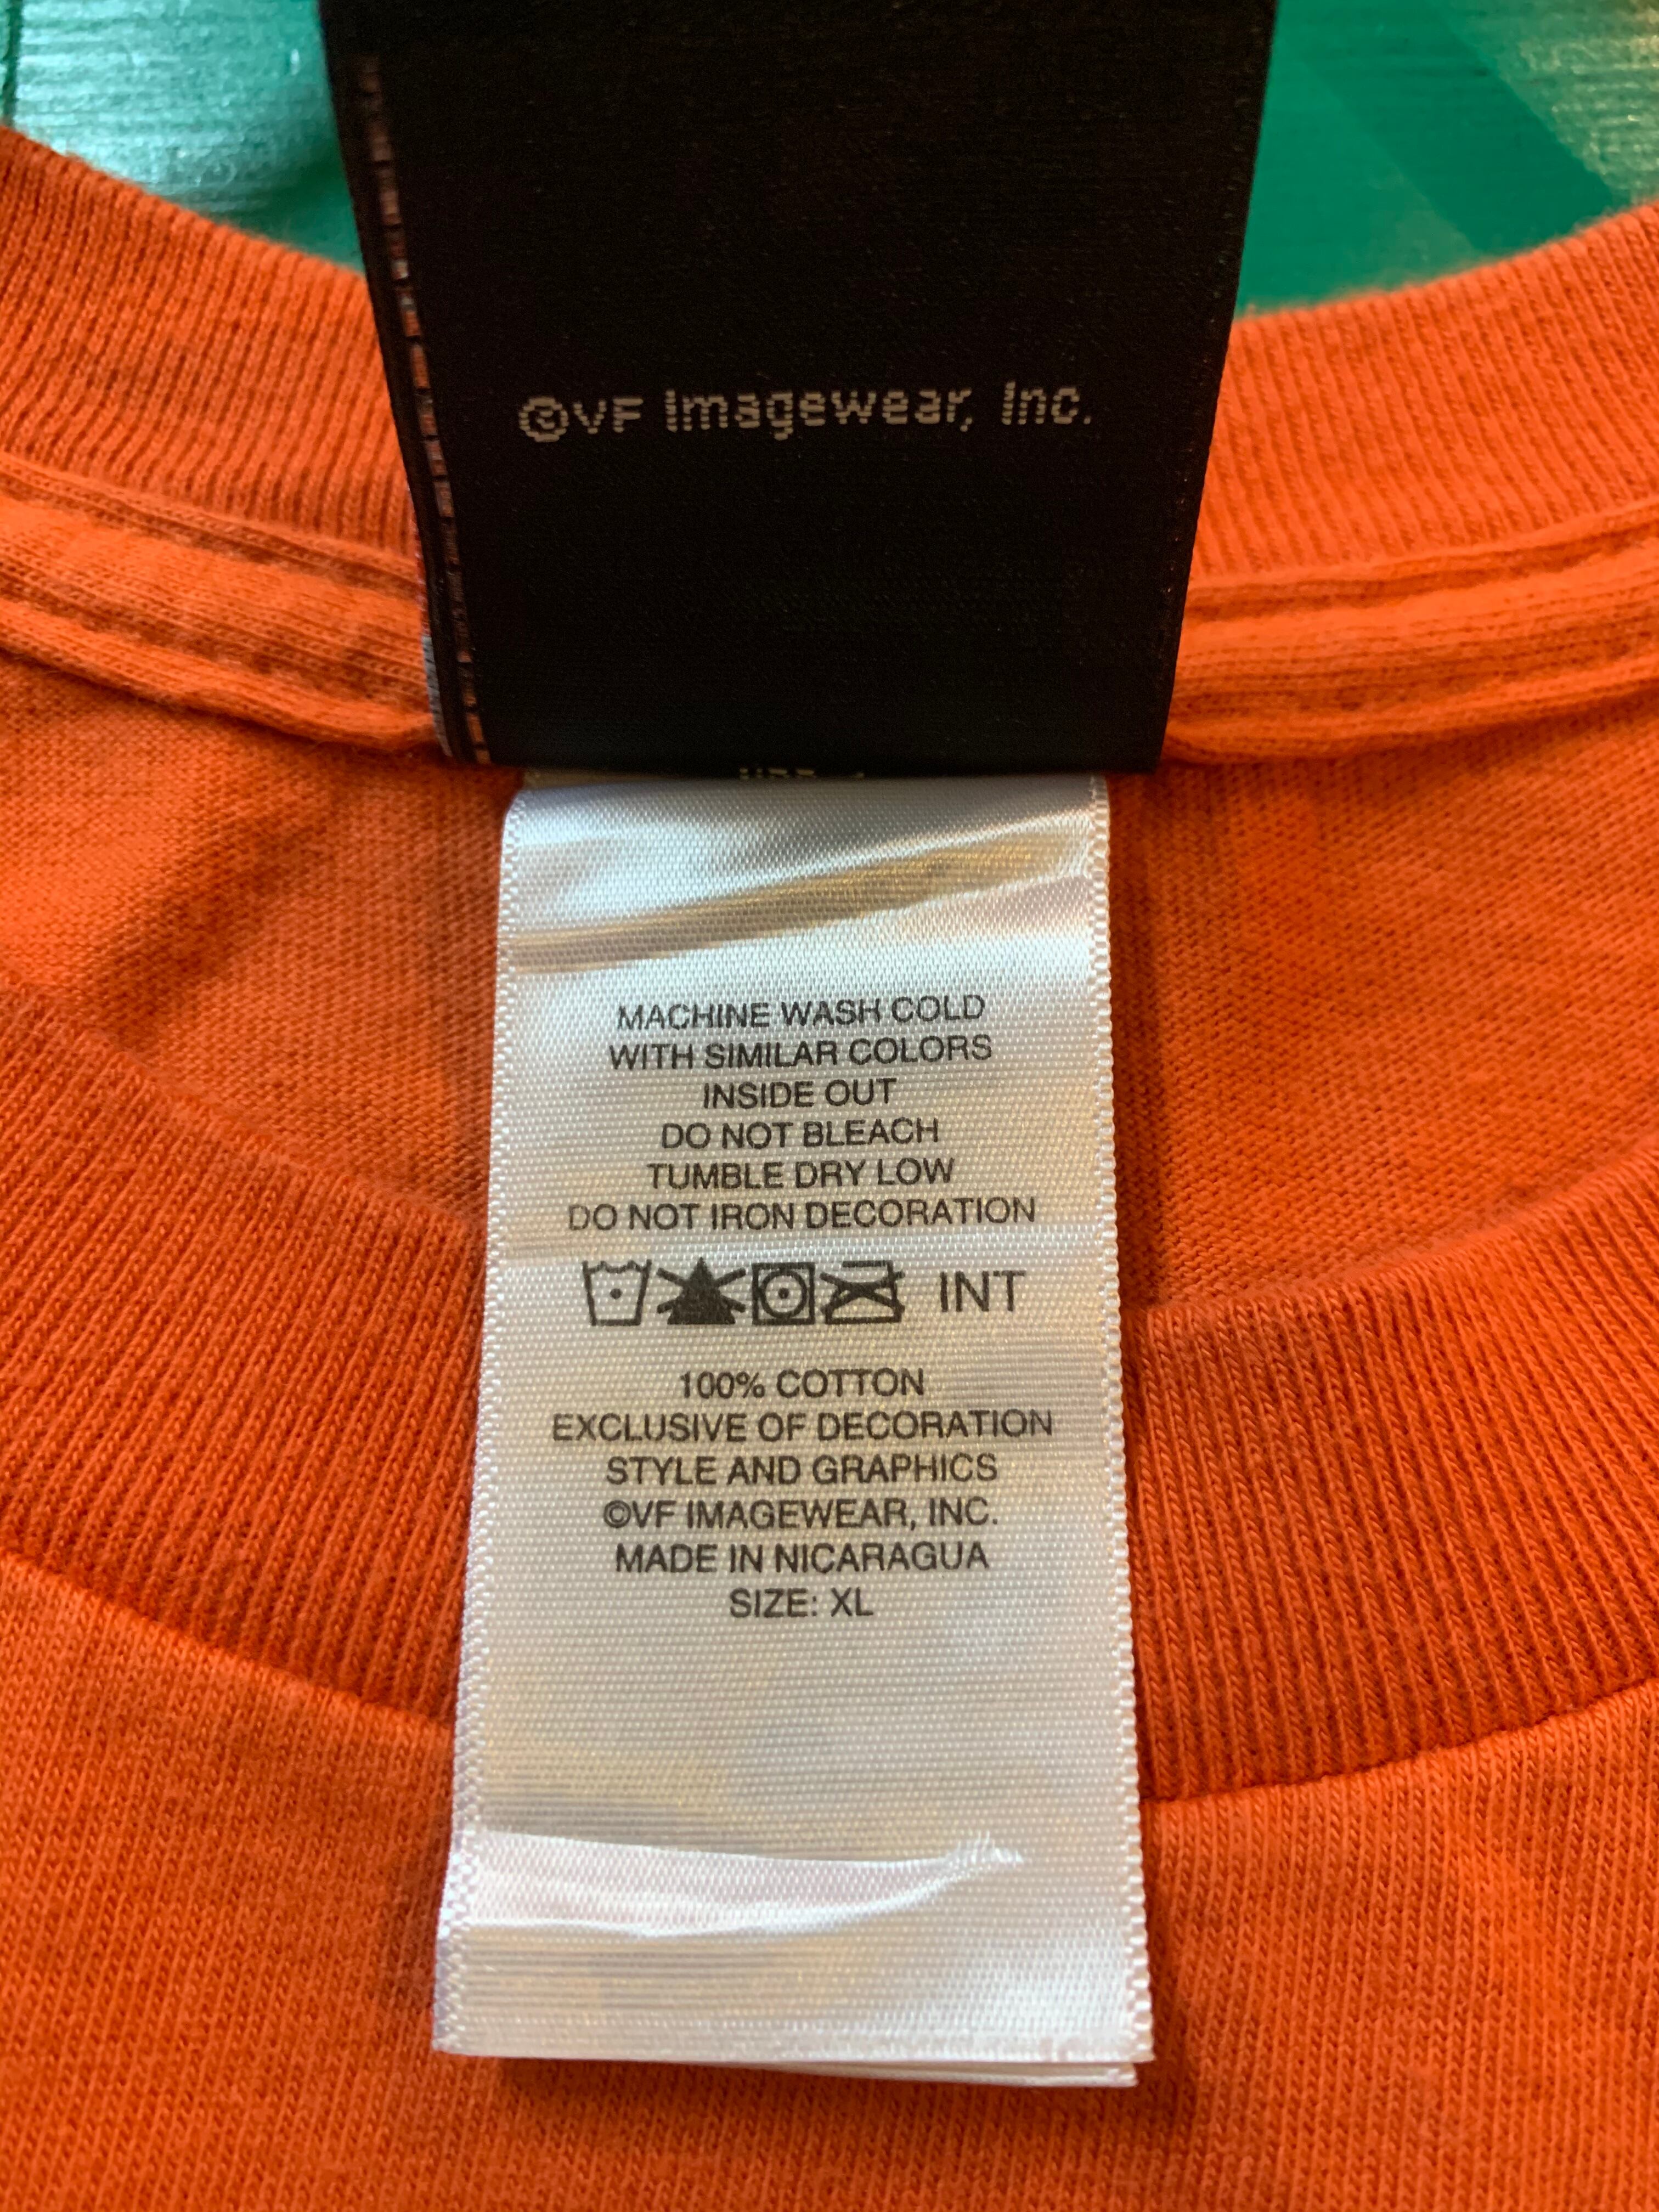 ©VF Imagewear, Inc.
MACHINE WASH COLD
WITH SIMILAR COLORS
INSIDE OUT
DO NOT BLEACH
TUMBLE DRY LOW
DO NOT IRON DECORATION
INT
100% COTTON
EXCLUSIVE OF DECORATION
STYLE AND GRAPHICS
©VF IMAGEWEAR, INC.
MADE IN NICARAGUA
SIZE: XL